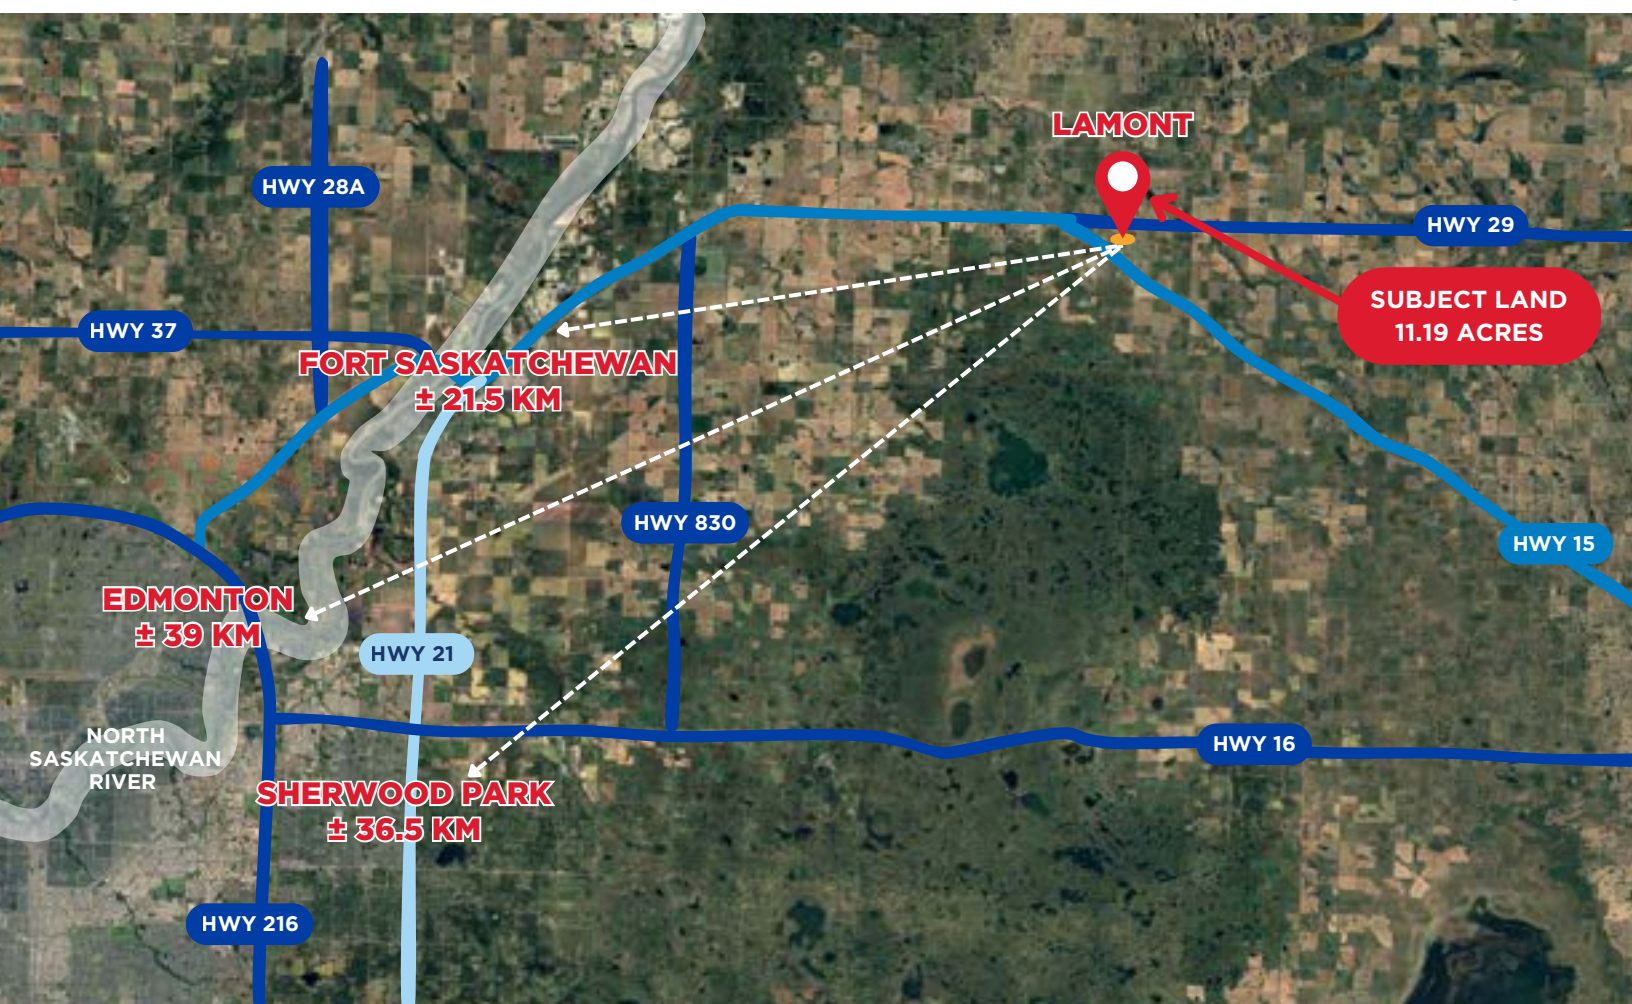 LAMONT
HWY 28A
HWY 29
SUBJECT LAND
11.19 ACRES
HWY 37
FORT SASKATCHEWAN
± 21.5 KM
HWY 830
HWY 15
EDMONTON
± 39 KM
HWY 21
NORTH
SASKATCHEWAN
RIVER
HWY 16
SHERWOOD PARK
± 36.5 KM
HWY 216